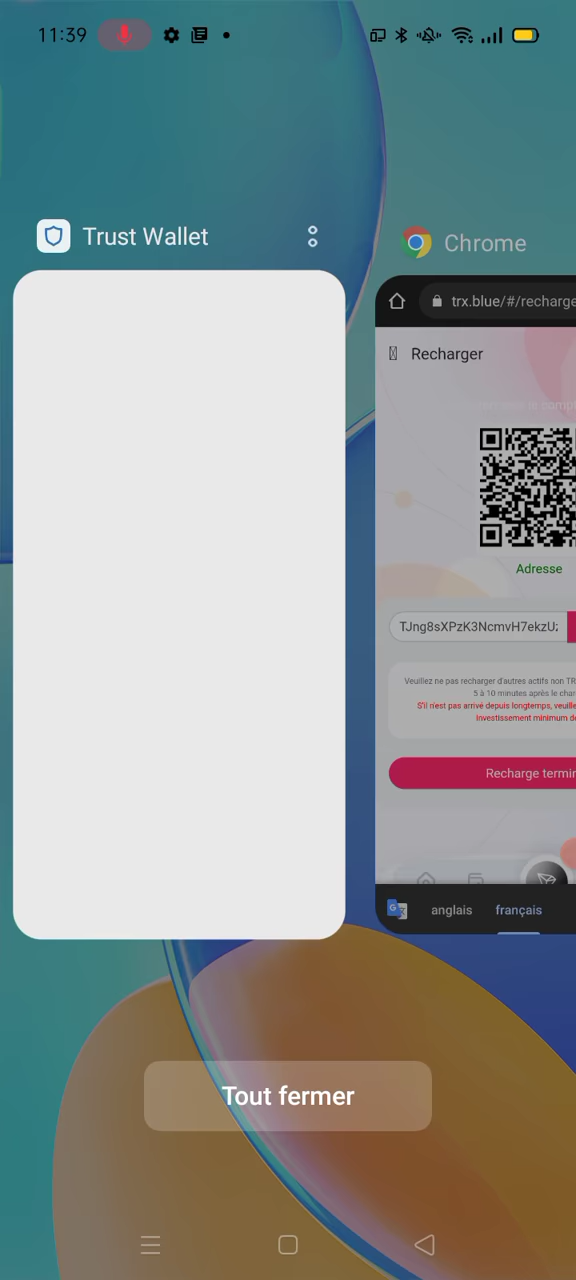 11:39
Trust Wallet
Chrome
trx.blue/#/recharge
Recharger
Adresse
TJng8sXPzK3NcmvH7ekzU
Veuillez ne pas recharger d'autres actifs non TR
5 à 10 minutes après le char
S'il n'est pas arrivé depuis longtemps, veuille
Investissement minimum de
Recharge termin
anglais français
Tout fermer